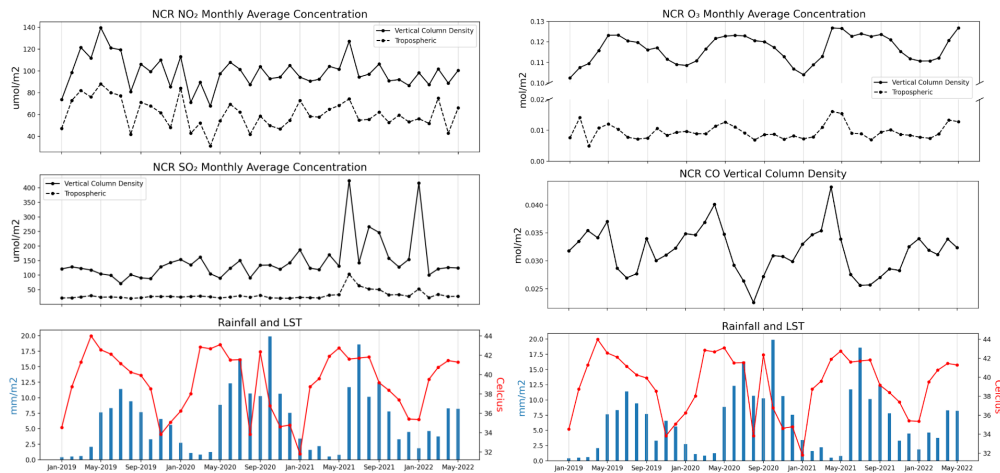 NCR NO₂ Monthly Average Concentration
140
120
100
80
60
40
umol/m2
Vertical Column Density
Tropospheric
NCR SO₂ Monthly Average Concentration
400
350
300
250
200
150
100
50
umol/m2
Vertical Column Density
Tropospheric
Rainfall and LST
20.0
17.5
15.0
12.5
10.0
7.5
5.0
2.5
0.0
mm/m2
44
42
40
38
36
34
32
Celcius
Jan-2019 May-2019 Sep-2019 Jan-2020 May-2020 Sep-2020 Jan-2021 May-2021 Sep-2021 Jan-2022 May-2022
NCR O₃ Monthly Average Concentration
0.13
0.12
0.11
0.10
0.02
0.01
0.00
mol/m2
Vertical Column Density
Tropospheric
NCR CO Vertical Column Density
0.040
0.035
0.030
0.025
mol/m2
Rainfall and LST
20.0
17.5
15.0
12.5
10.0
7.5
5.0
2.5
0.0
mm/m2
44
42
40
38
36
34
32
Celcius
Jan-2019 May-2019 Sep-2019 Jan-2020 May-2020 Sep-2020 Jan-2021 May-2021 Sep-2021 Jan-2022 May-2022